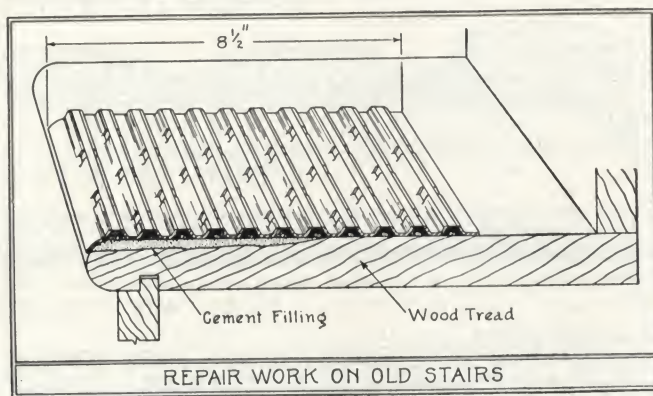 8½"
Cement Filling
Wood Tread
REPAIR WORK ON OLD STAIRS